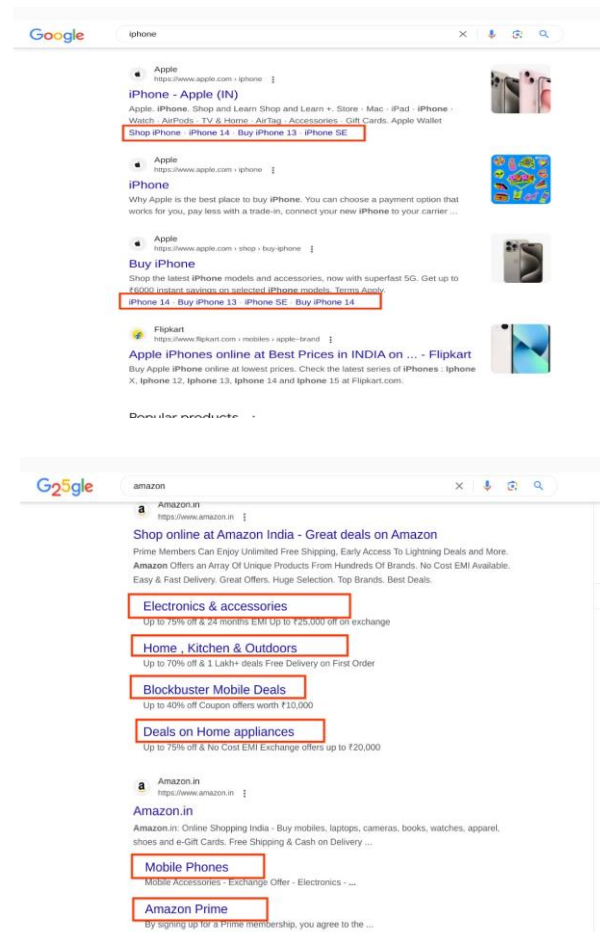 Google
iphone
Apple
https://www.apple.com › iphone
iPhone - Apple (IN)
Apple. iPhone. Shop and Learn Shop and Learn +. Store · Mac · iPad · iPhone ·
Watch · AirPods · TV & Home · AirTag · Accessories · Gift Cards. Apple Wallet
Shop iPhone · iPhone 14 · Buy iPhone 13 · iPhone SE
Apple
https://www.apple.com › iphone
iPhone
Why Apple is the best place to buy iPhone. You can choose a payment option that
works for you, pay less with a trade-in, connect your new iPhone to your carrier ...
Apple
https://www.apple.com › shop › buy-iphone
Buy iPhone
Shop the latest iPhone models and accessories, now with superfast 5G. Get up to
₹6000 instant savings on selected iPhone models. Terms Apply.
iPhone 14 · Buy iPhone 13 · iPhone SE · Buy iPhone 14
Flipkart
https://www.flipkart.com › mobiles › apple~brand
Apple iPhones online at Best Prices in INDIA on ... - Flipkart
Buy Apple iPhone online at lowest prices. Check the latest series of iPhones : Iphone
X, Iphone 12, Iphone 13, Iphone 14 and Iphone 15 at Flipkart.com.
Popular products
G25gle
amazon
Amazon.in
https://www.amazon.in
Shop online at Amazon India - Great deals on Amazon
Prime Members Can Enjoy Unlimited Free Shipping, Early Access To Lightning Deals and More.
Amazon Offers an Array Of Unique Products From Hundreds Of Brands. No Cost EMI Available.
Easy & Fast Delivery. Great Offers. Huge Selection. Top Brands. Best Deals.
Electronics & accessories
Up to 75% off & 24 months EMI Up to ₹25,000 off on exchange
Home , Kitchen & Outdoors
Up to 70% off & 1 Lakh+ deals Free Delivery on First Order
Blockbuster Mobile Deals
Up to 40% off Coupon offers worth ₹10,000
Deals on Home appliances
Up to 75% off & No Cost EMI Exchange offers up to ₹20,000
Amazon.in
https://www.amazon.in
Amazon.in
Amazon.in: Online Shopping India - Buy mobiles, laptops, cameras, books, watches, apparel,
shoes and e-Gift Cards. Free Shipping & Cash on Delivery ...
Mobile Phones
Mobile Accessories - Exchange Offer - Electronics - ...
Amazon Prime
By signing up for a Prime membership, you agree to the ...